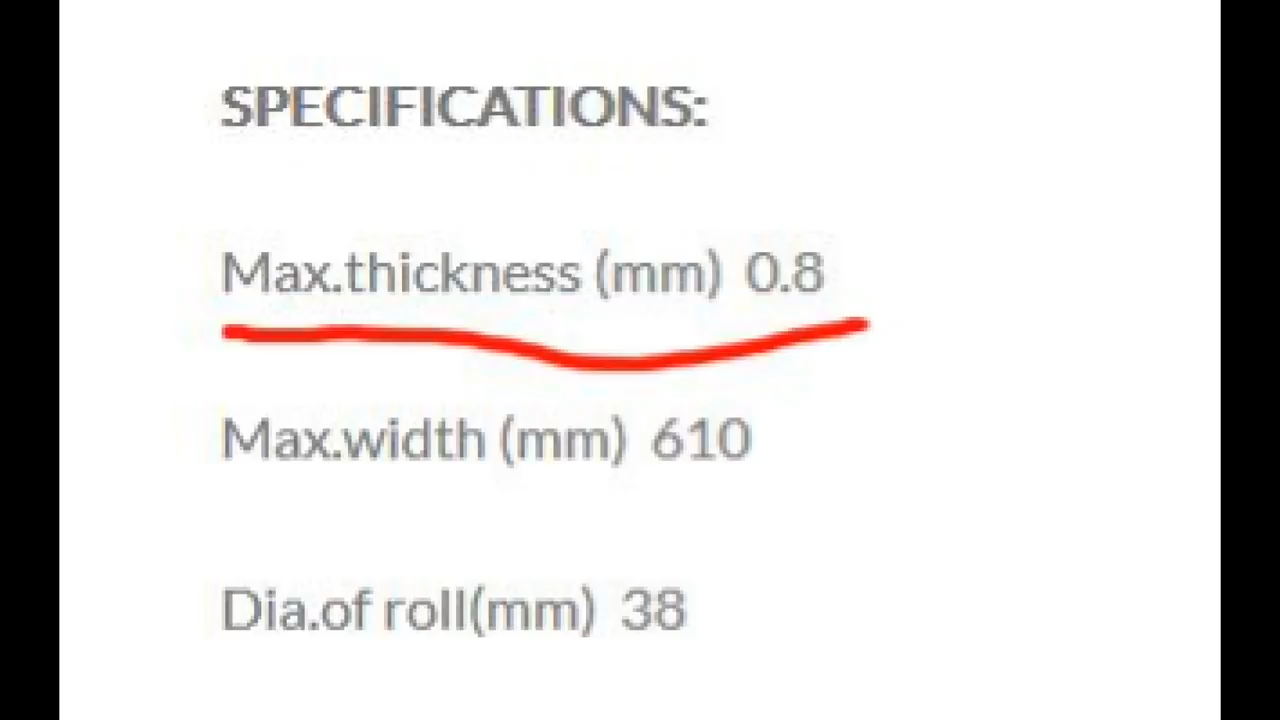 SPECIFICATIONS:
Max.thickness (mm) 0.8
Max.width (mm) 610
Dia.of roll(mm) 38